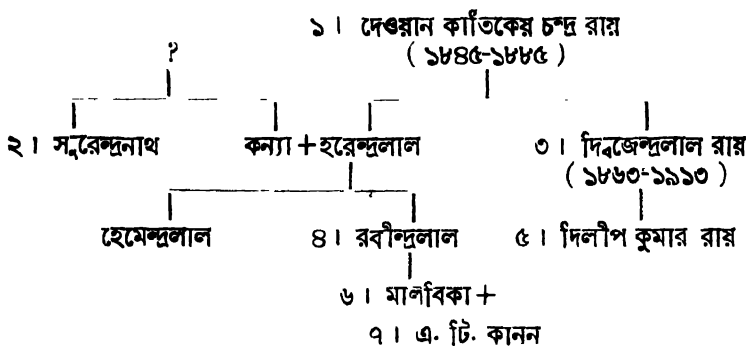 ১। দেওয়ান কার্তিকেয় চন্দ্র রায়
?
(১৮৪৫-১৮৮৫)
২। সুরেন্দ্রনাথ কন্যা + হরেন্দ্রলাল ৩। দ্বিজেন্দ্রলাল রায়
(১৮৬৩-১৯১৩)
হেমেন্দ্রলাল ৪। রবীন্দ্রলাল ৫। দিলীপ কুমার রায়
৬। মালবিকা +
৭। এ. টি. কানন